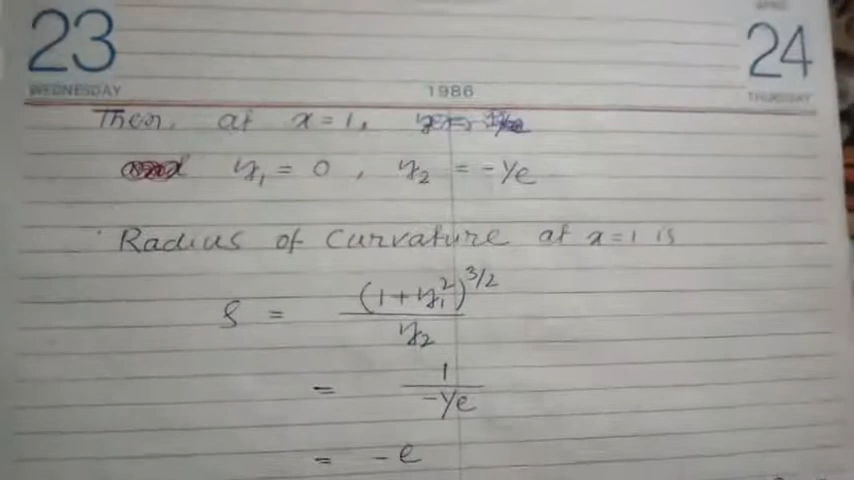 23 24
WEDNESDAY 1986 THURSDAY
Then, at x = 1,
y₁ = 0 , y₂ = -1/e
Radius of Curvature at x=1 is
ρ = (1+y₁²)^3/2
y₂
= 1
-1/e
= -e